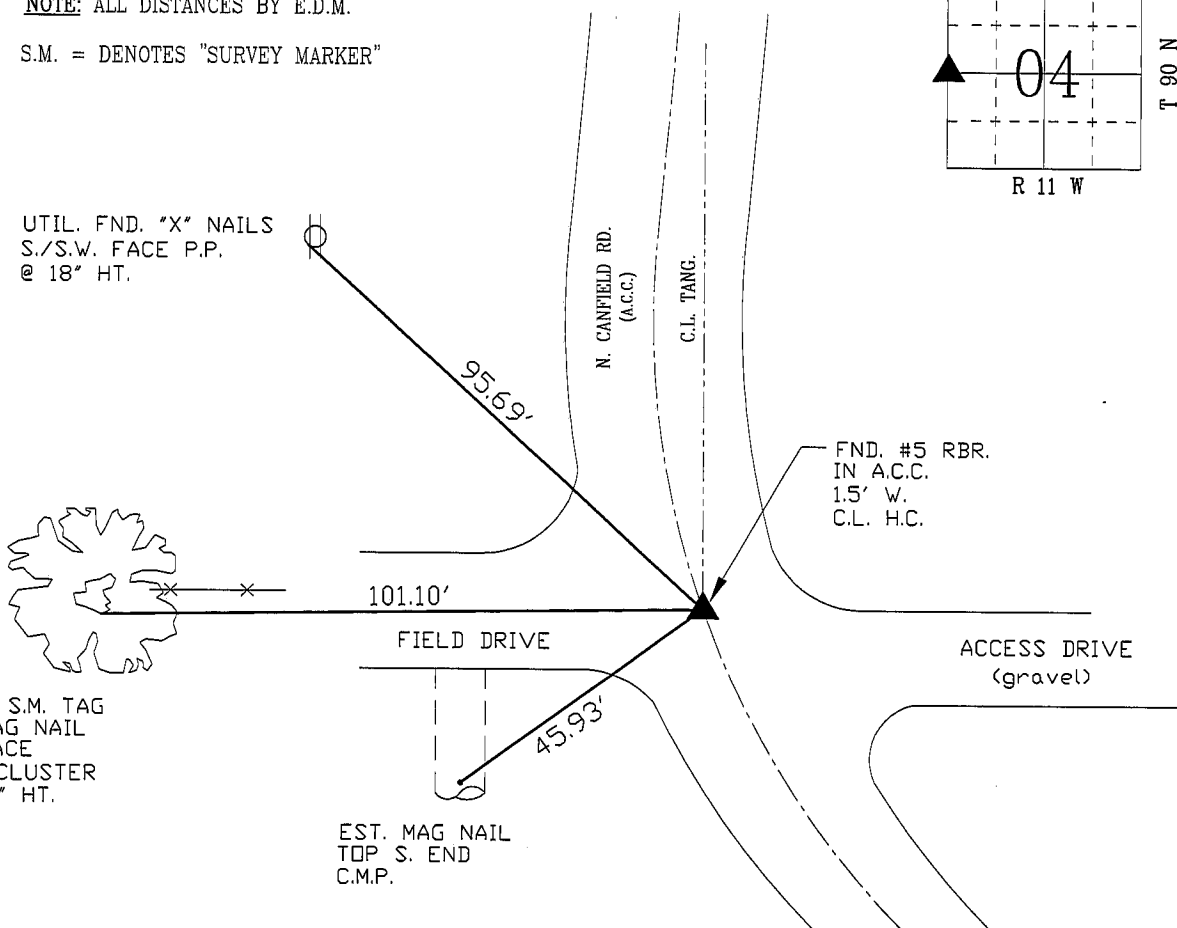 NOTE: ALL DISTANCES BY E.D.M.
S.M. = DENOTES "SURVEY MARKER"
04
T 90 N
R 11 W
UTIL. FND. "X" NAILS
S./S.W. FACE P.P.
@ 18" HT.
N. CANFIELD RD.
(A.C.C.)
C.L. TANG.
95.69'
FND. #5 RBR.
IN A.C.C.
1.5' W.
C.L. H.C.
101.10'
FIELD DRIVE
ACCESS DRIVE
(gravel)
45.93'
S.M. TAG
NAIL
CLUSTER
" HT.
EST. MAG NAIL
TOP S. END
C.M.P.